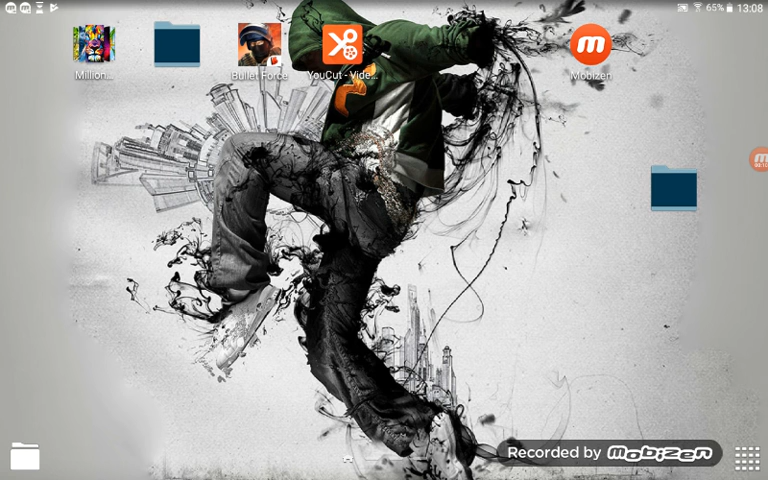 65% 13:08
Million...
Bullet Force
YouCut - Vide...
Mobizen
Recorded by Mobizen